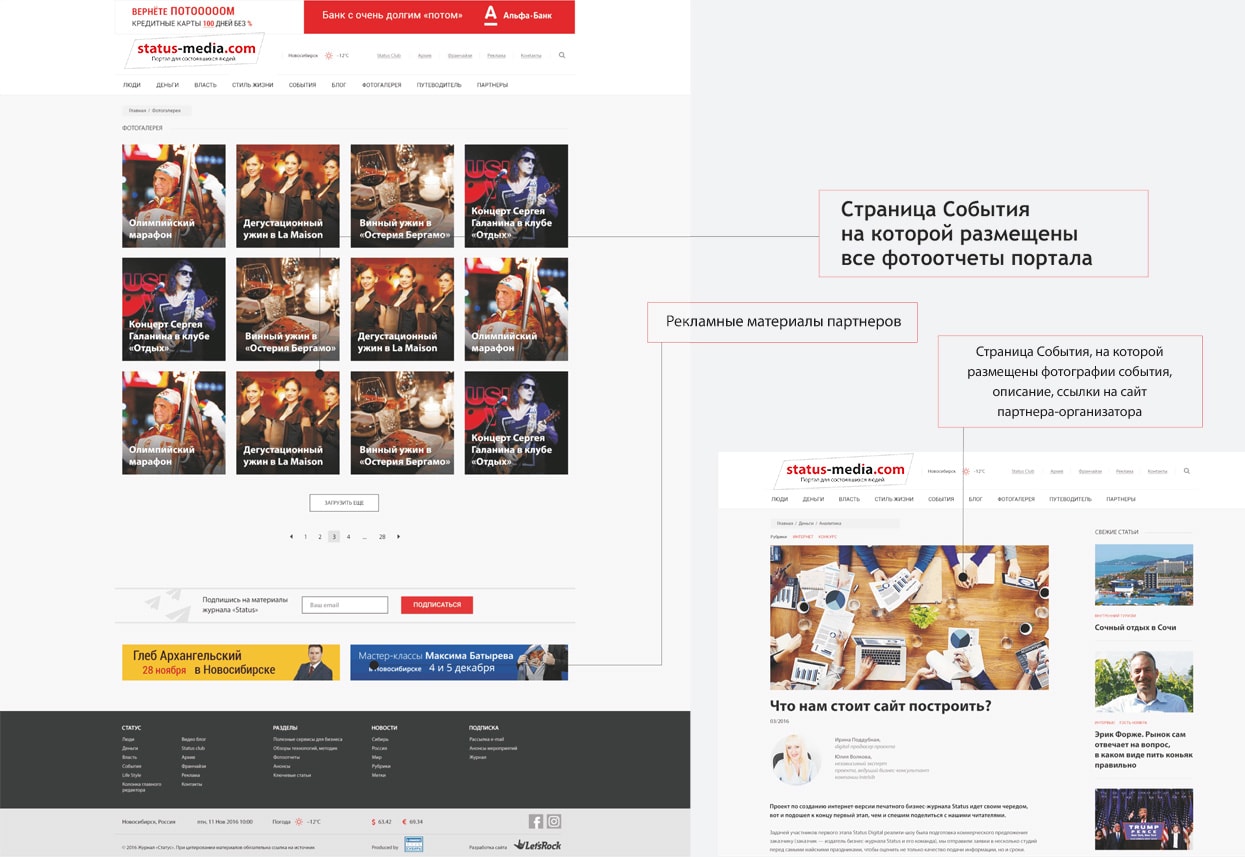 ВЕРНЁТЕ ПОТОООООМ
КРЕДИТНЫЕ КАРТЫ 100 ДНЕЙ БЕЗ %
Банк с очень долгим «потом»
Альфа·Банк
status-media.com
Портал для состоявшихся людей
Новосибирск -12°C
Status Club Архив Франчайзи Реклама Контакты
ЛЮДИ ДЕНЬГИ ВЛАСТЬ СТИЛЬ ЖИЗНИ СОБЫТИЯ БЛОГ ФОТОГАЛЕРЕЯ ПУТЕВОДИТЕЛЬ ПАРТНЕРЫ
Главная / Фотогалерея
ФОТОГАЛЕРЕЯ
Олимпийский
марафон
Дегустационный
ужин в La Maison
Винный ужин в
«Остерия Бергамо»
Концерт Сергея
Галанина в клубе
«Отдых»
Концерт Сергея
Галанина в клубе
«Отдых»
Винный ужин в
«Остерия Бергамо»
Дегустационный
ужин в La Maison
Олимпийский
марафон
Олимпийский
марафон
Дегустационный
ужин в La Maison
Винный ужин в
«Остерия Бергамо»
Концерт Сергея
Галанина в клубе
«Отдых»
ЗАГРУЗИТЬ ЕЩЕ
1 2 3 4 ... 28
Подпишись на материалы
журнала «Status»
Ваш email
ПОДПИСАТЬСЯ
Глеб Архангельский
28 ноября в Новосибирске
Мастер-классы Максима Батырева
в Новосибирске 4 и 5 декабря
СТАТУС
Люди
Деньги
Власть
События
Life Style
Колонка главного
редактора
Видео блог
Status club
Архив
Франчайзи
Реклама
Контакты
РАЗДЕЛЫ
Полезные сервисы для бизнеса
Обзоры технологий, методик
Фотоотчеты
Анонсы
Ключевые статьи
НОВОСТИ
Сибирь
Россия
Мир
Рубрики
Метки
ПОДПИСКА
Рассылка e-mail
Анонсы мероприятий
Журнал
Новосибирск, Россия птн, 11 Ноя 2016 10:00 Погода -12°C $ 63.42 € 69.34
© 2016 Журнал «Статус». При цитировании материалов обязательна ссылка на источник
Produced by
Разработка сайта Let'sRock
Страница События
на которой размещены
все фотоотчеты портала
Рекламные материалы партнеров
Страница События, на которой
размещены фотографии события,
описание, ссылки на сайт
партнера-организатора
status-media.com
Портал для состоявшихся людей
Новосибирск -12°C
Status Club Архив Франчайзи Реклама Контакты
ЛЮДИ ДЕНЬГИ ВЛАСТЬ СТИЛЬ ЖИЗНИ СОБЫТИЯ БЛОГ ФОТОГАЛЕРЕЯ ПУТЕВОДИТЕЛЬ ПАРТНЕРЫ
Главная / Деньги / Аналитика
Рубрики ИНТЕРНЕТ КОНКУРС
Что нам стоит сайт построить?
03/2016
Ирина Поддубная,
digital-продюсер проекта
Юлия Волкова,
независимый эксперт
проекта, ведущий бизнес-консультант
компании Intelsib
Проект по созданию интернет-версии печатного бизнес-журнала Status идет своим чередом,
вот и подошел к концу первый этап, чем и спешим поделиться с нашими читателями.
Задачей участников первого этапа Status Digital реалити-шоу была подготовка коммерческого предложения
заказчику (заказчик — издатель бизнес-журнала Status и его команда), мы отправили заявки в несколько студий
перед самыми майскими праздниками, чтобы оценить не только качество подачи информации, но и сроки.
СВЕЖИЕ СТАТЬИ
ВНУТРЕННИЙ ТУРИЗМ
Сочный отдых в Сочи
ИНТЕРВЬЮ ГОСТЬ НОМЕРА
Эрик Форже. Рынок сам
отвечает на вопрос,
в каком виде пить коньяк
правильно
TRUMP
PENCE